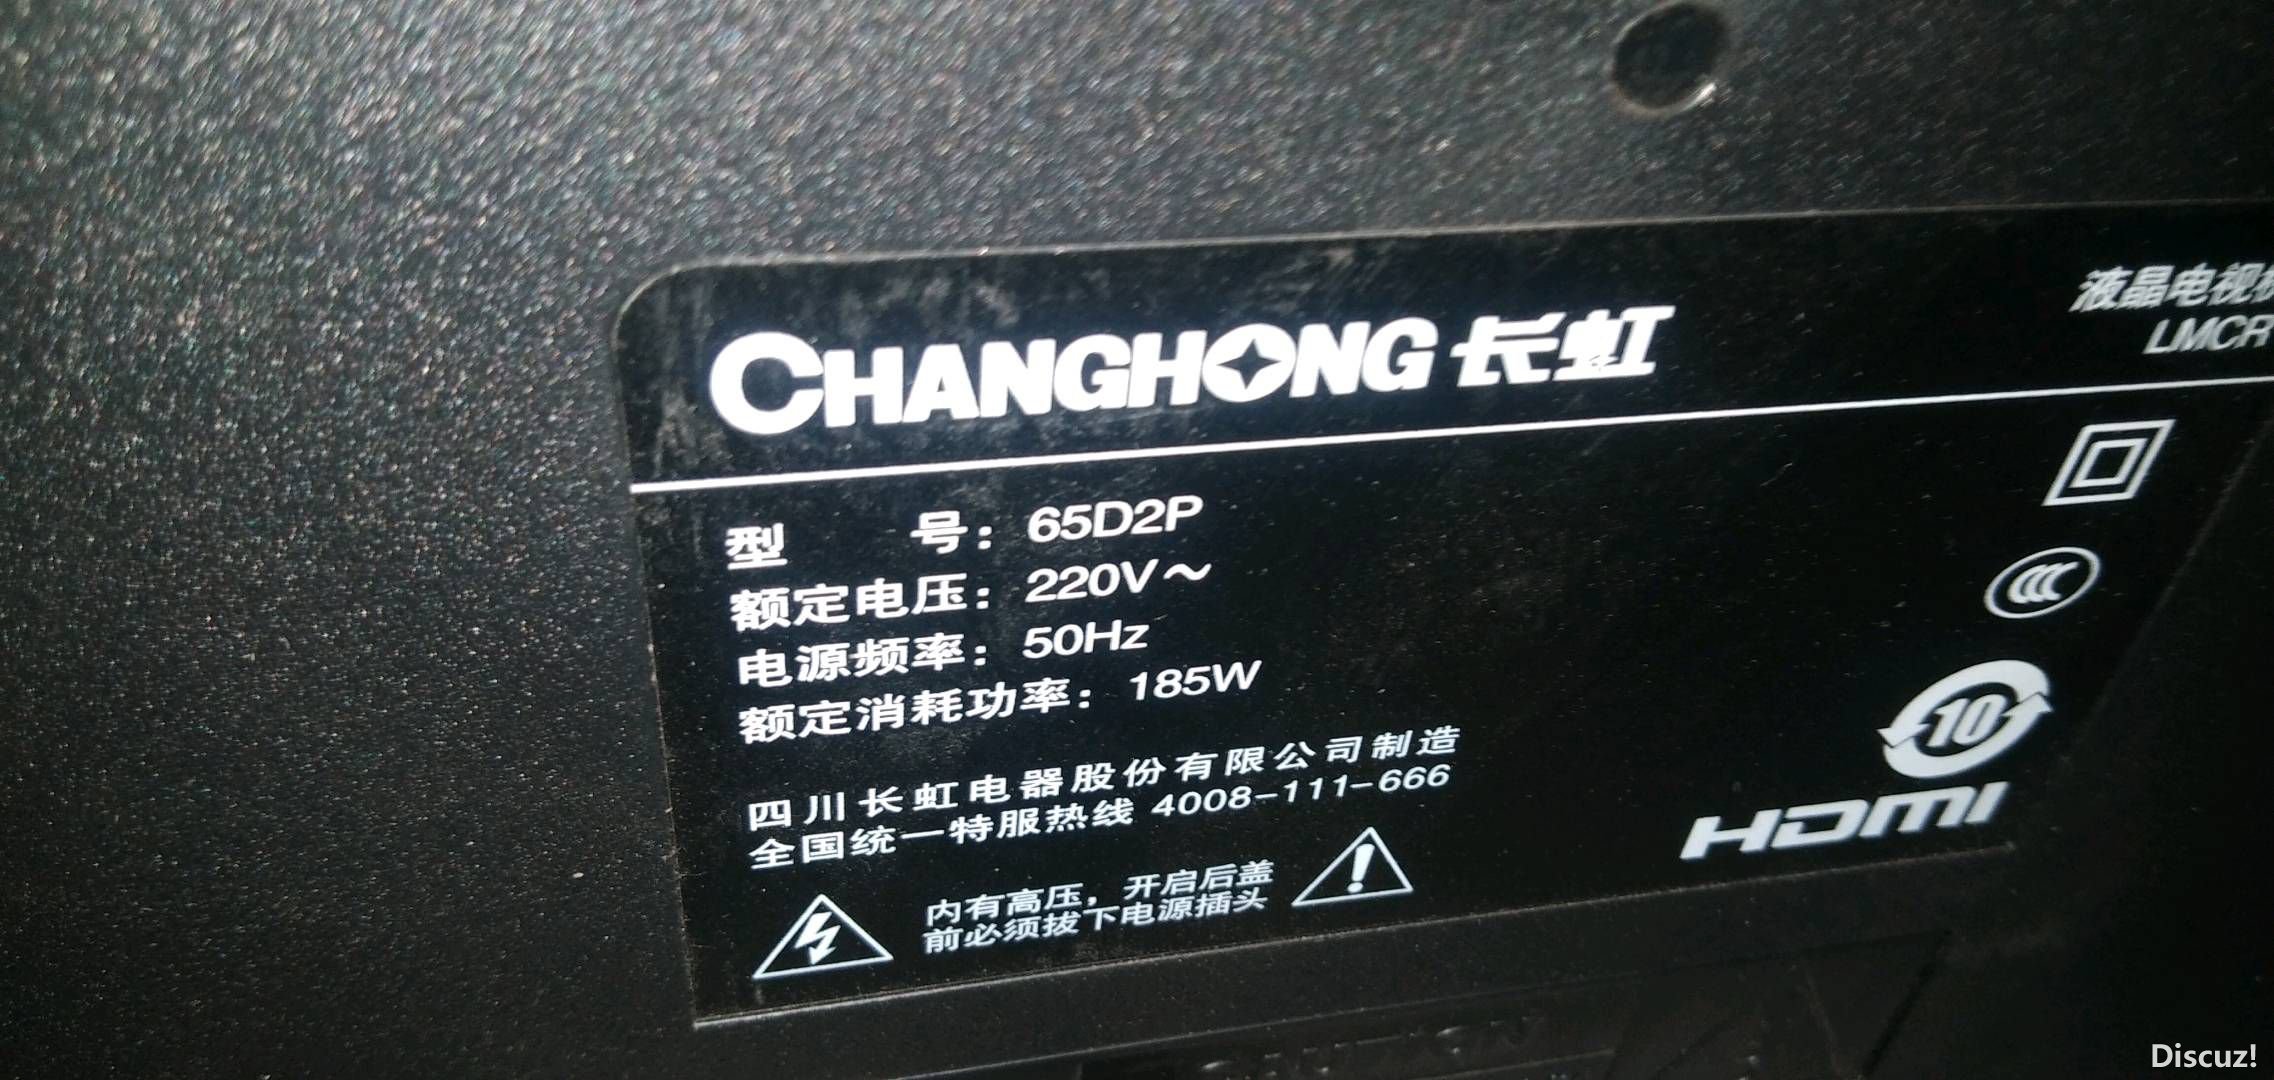 CHANGHONG 长虹
液晶电视机
LMCR
型 号：65D2P
额定电压：220V～
电源频率：50Hz
额定消耗功率：185W
四川长虹电器股份有限公司制造
全国统一特服热线 4008-111-666
内有高压，开启后盖
前必须拔下电源插头
CCC
10
HDMI
CAUTION
Discuz!